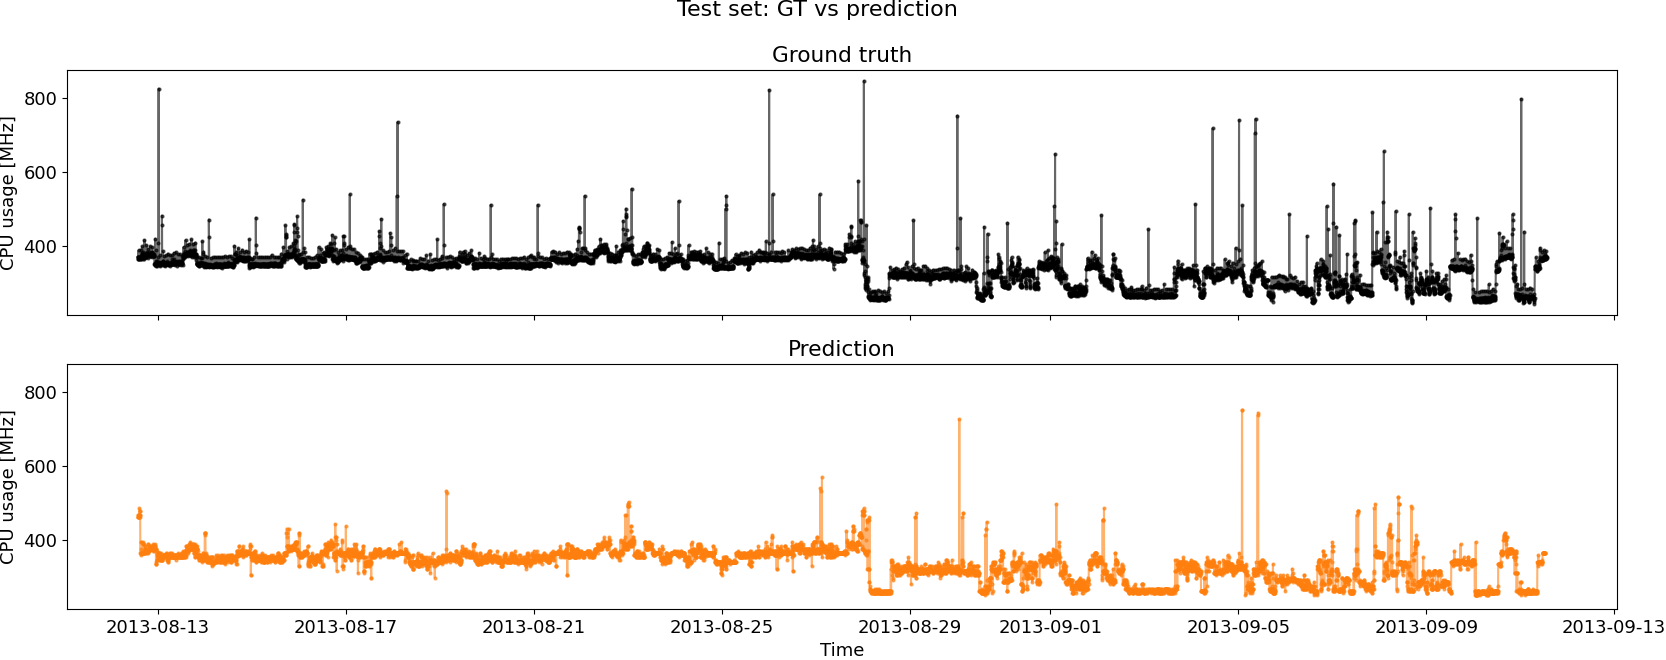 Test set: GT vs prediction
Ground truth
CPU usage [MHz]
800
600
400
Prediction
CPU usage [MHz]
800
600
400
2013-08-13 2013-08-17 2013-08-21 2013-08-25 2013-08-29 2013-09-01 2013-09-05 2013-09-09 2013-09-13
Time